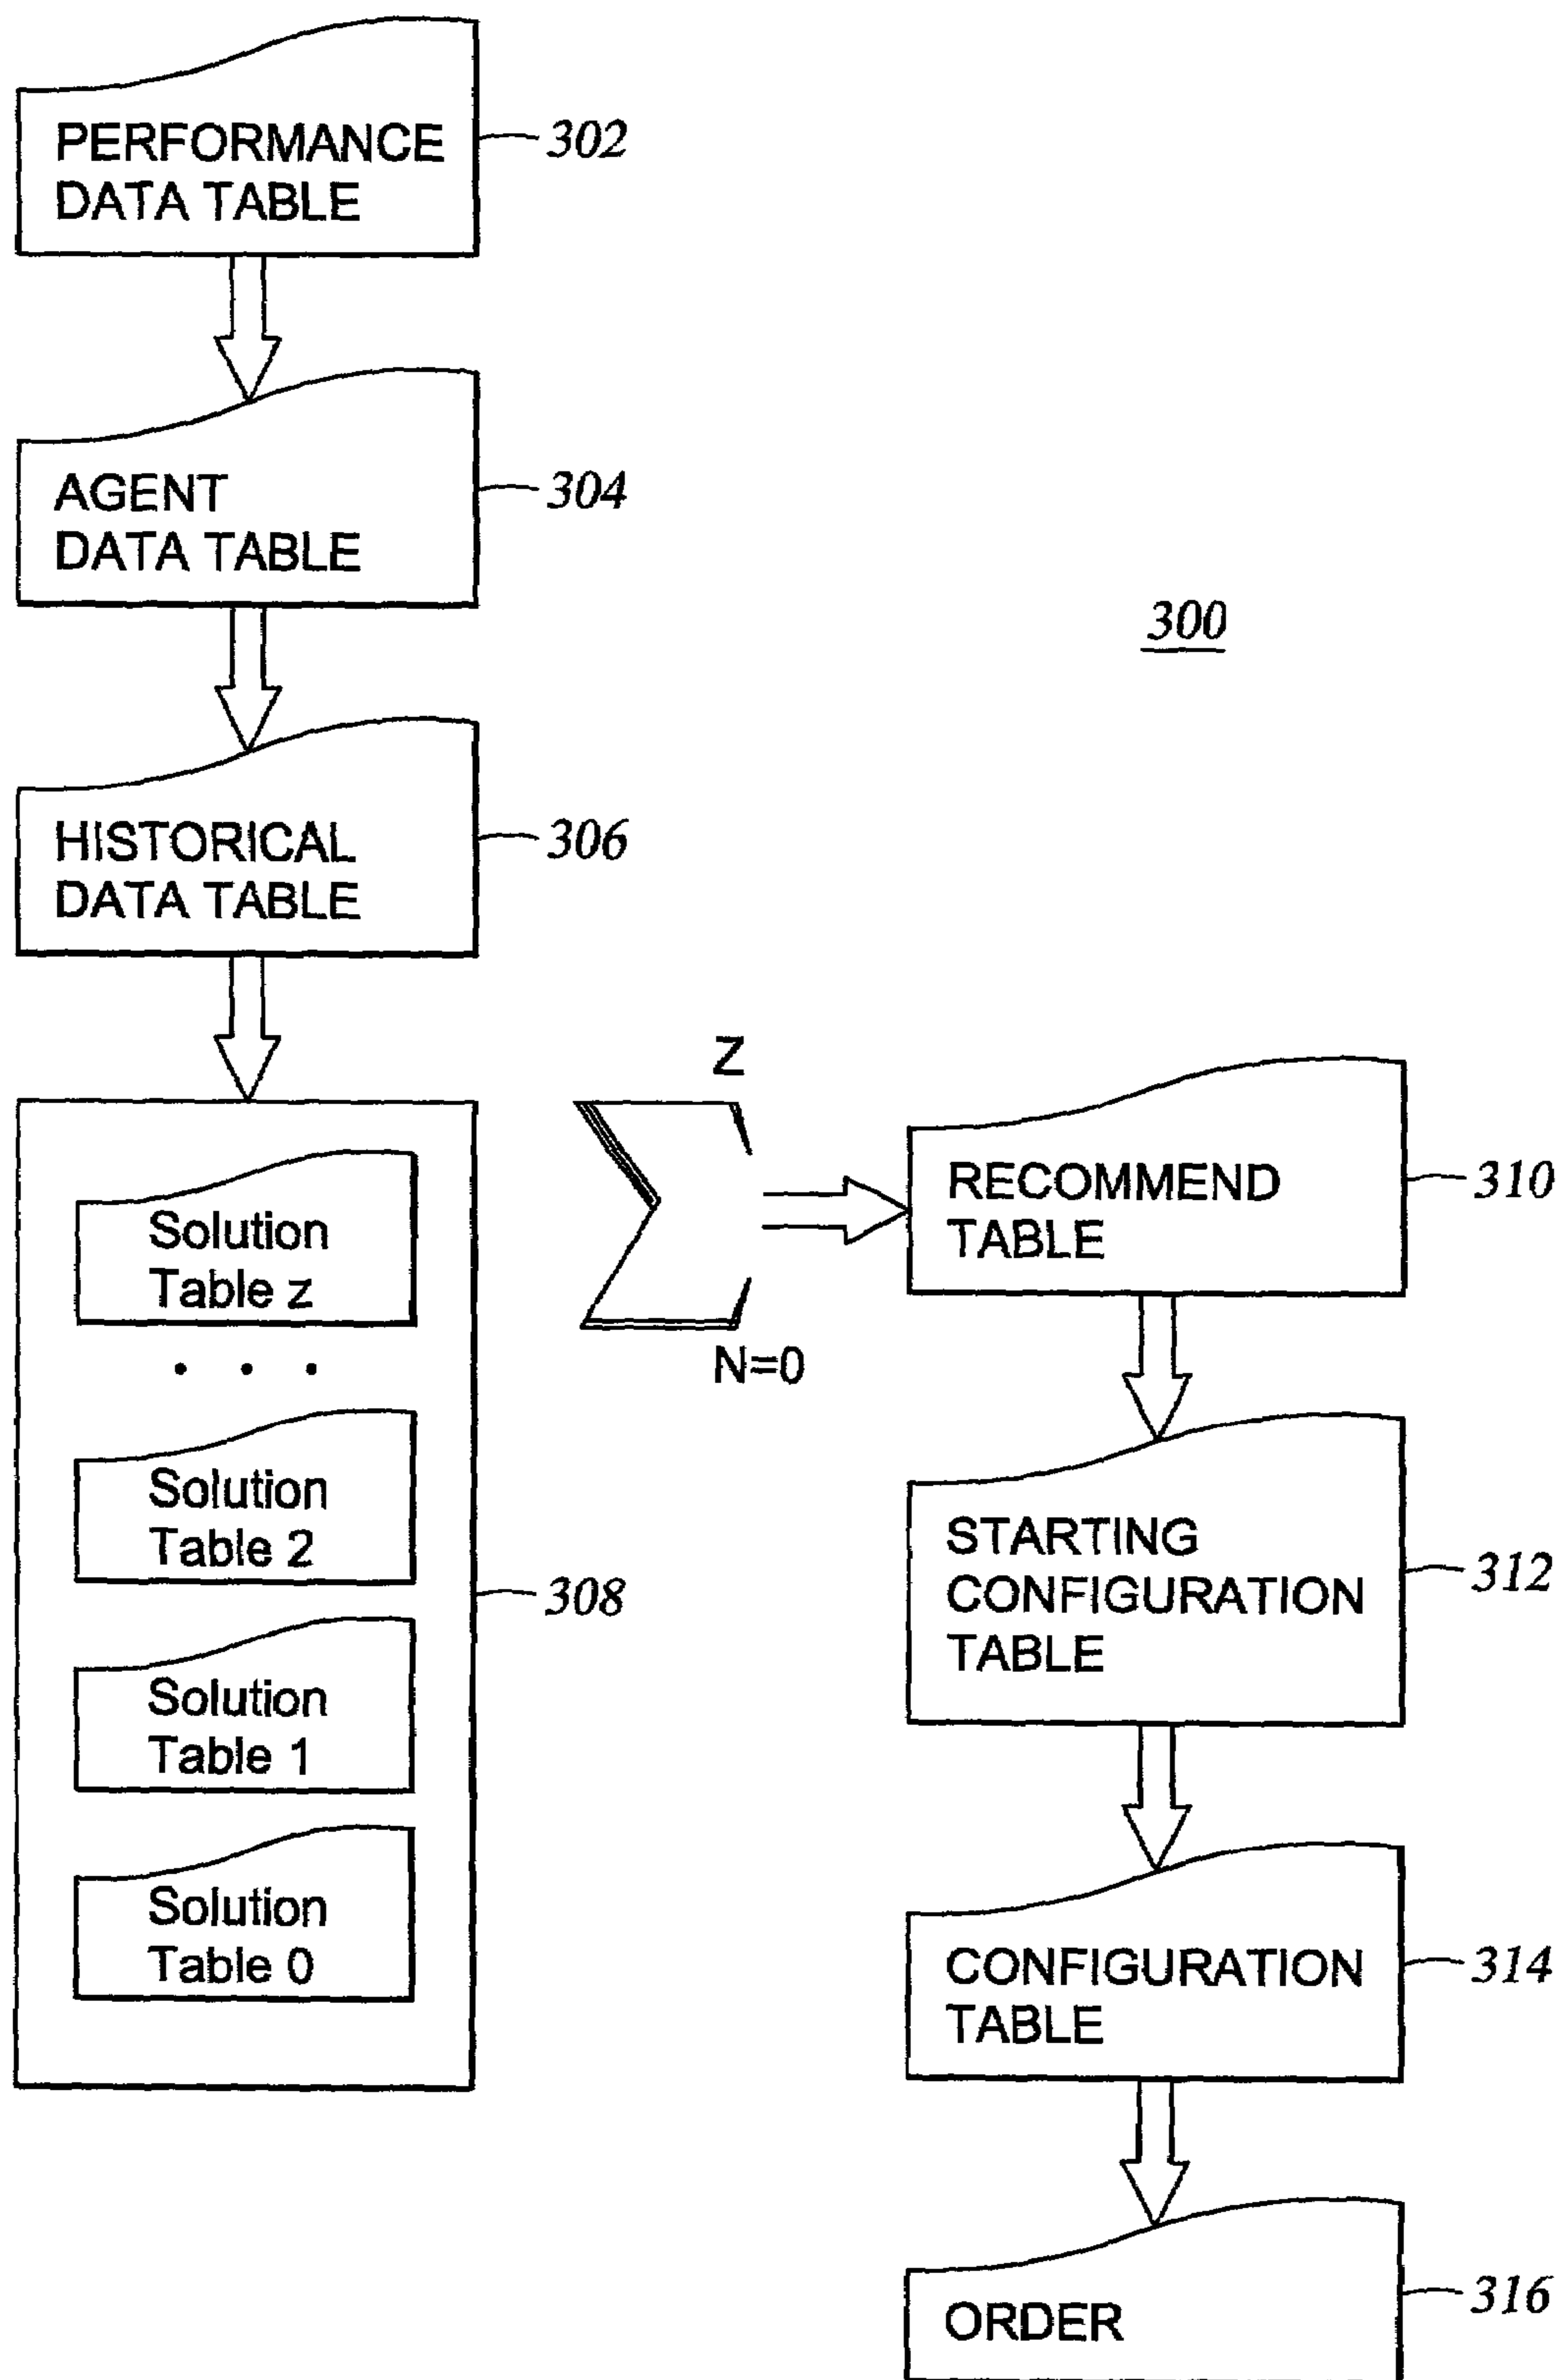 PERFORMANCE
DATA TABLE
302
AGENT
DATA TABLE
304
HISTORICAL
DATA TABLE
306
300
Solution
Table z
. . .
Solution
Table 2
Solution
Table 1
Solution
Table 0
308
Z
N=0
RECOMMEND
TABLE
310
STARTING
CONFIGURATION
TABLE
312
CONFIGURATION
TABLE
314
ORDER
316